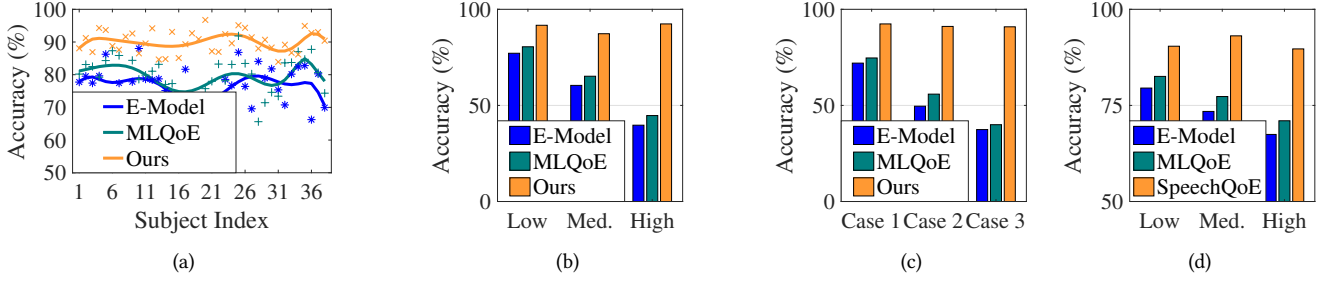 100
90
80
70
60
50
Accuracy (%)
E-Model
MLQoE
Ours
1 6 11 16 21 26 31 36
Subject Index
(a)
100
50
0
Accuracy (%)
E-Model
MLQoE
Ours
Low Med. High
(b)
100
50
0
Accuracy (%)
E-Model
MLQoE
Ours
Case 1 Case 2 Case 3
(c)
100
75
50
Accuracy (%)
E-Model
MLQoE
SpeechQoE
Low Med. High
(d)